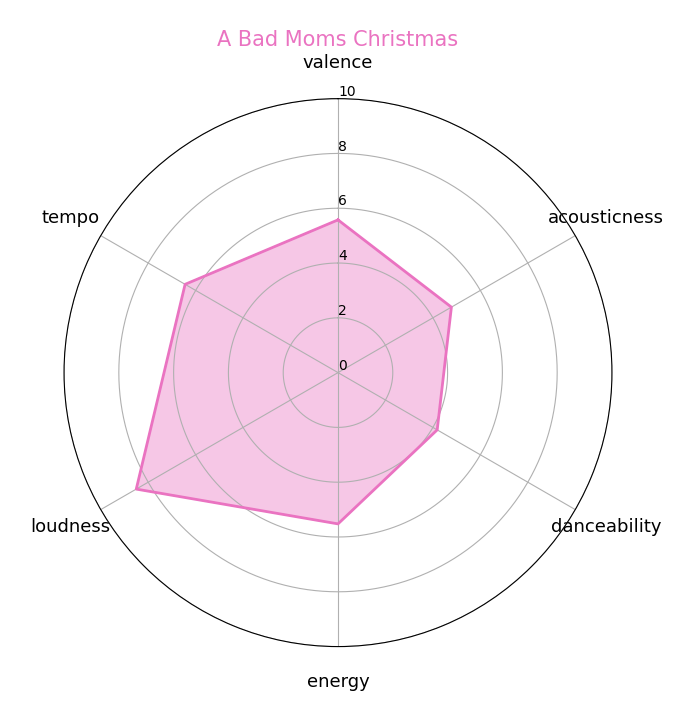 A Bad Moms Christmas
valence
10
8
6
tempo
acousticness
4
2
0
loudness
danceability
energy